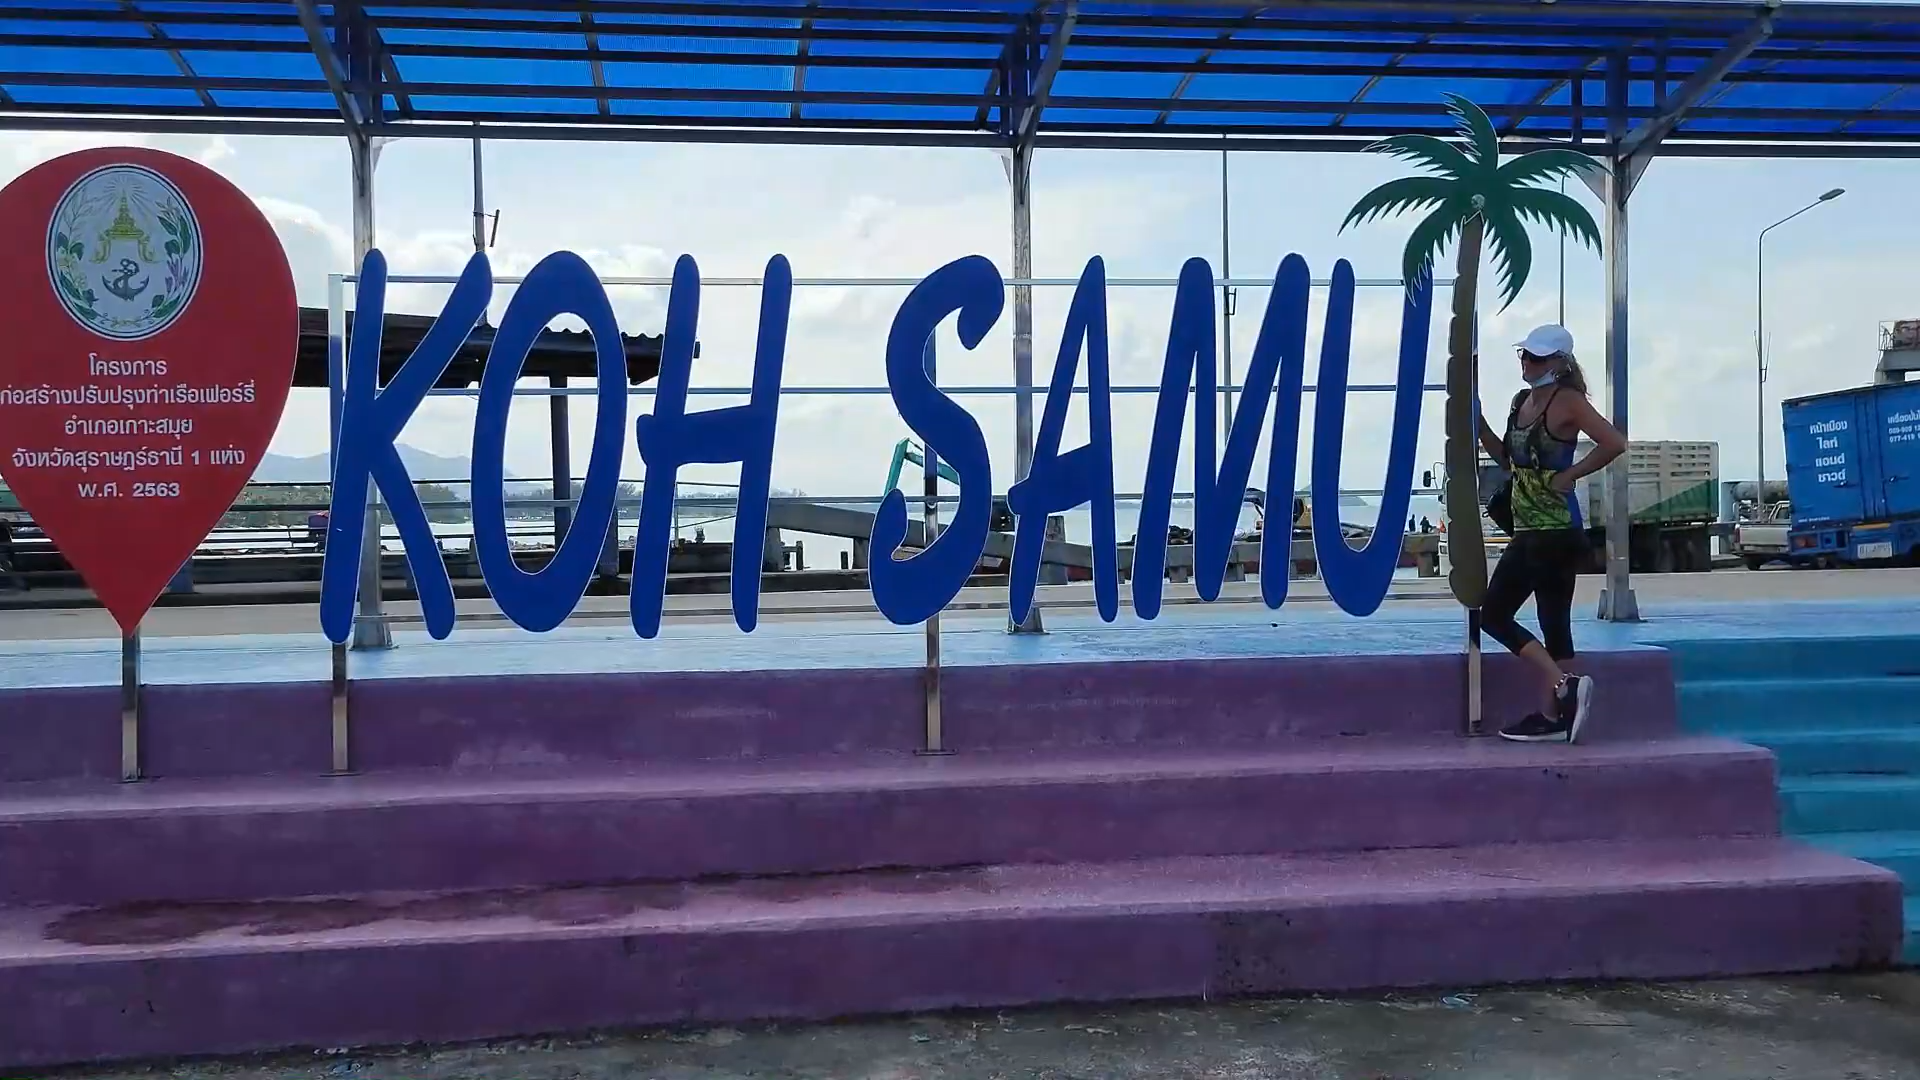 โครงการ
ก่อสร้างปรับปรุงท่าเรือเฟอร์รี่
อำเภอเกาะสมุย
จังหวัดสุราษฎร์ธานี 1 แห่ง
พ.ศ. 2563
KOH SAMU
หน้าเมือง
ไลท์
แอนด์
ซาวด์